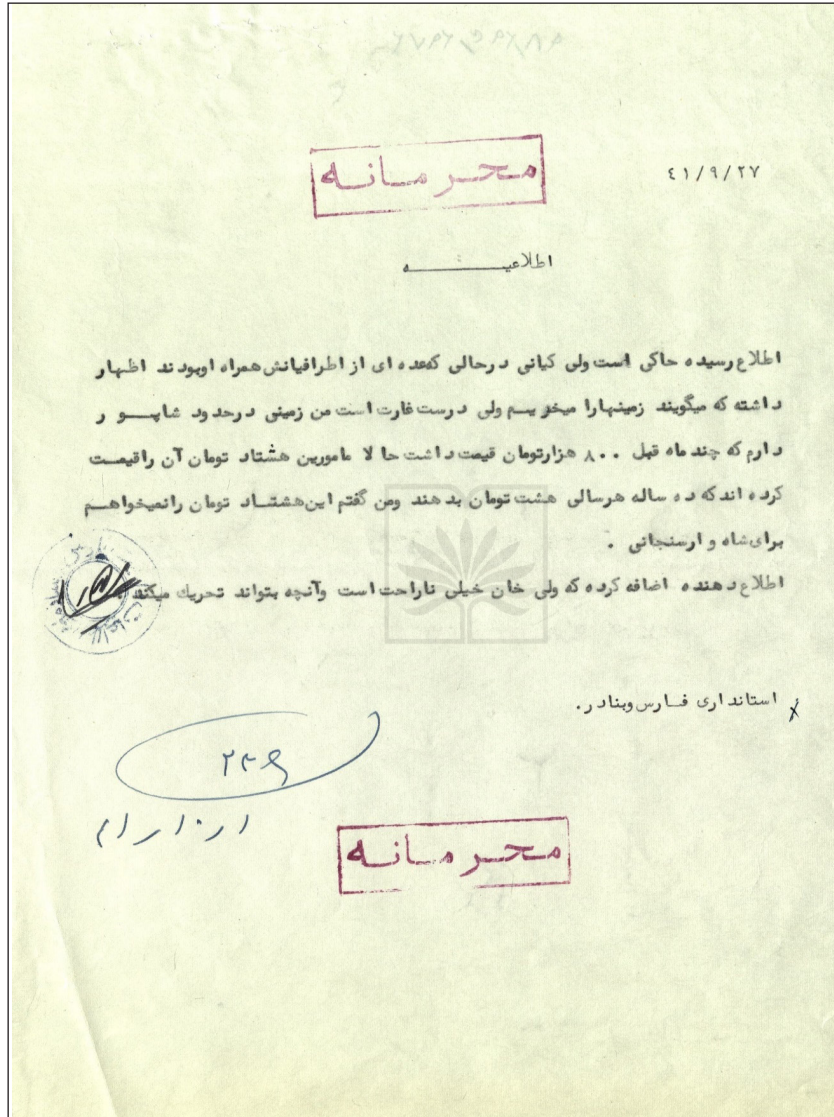 محرمانه
۴۱/۹/۲۷
اطلاعیه
اطلاع رسیده حاکی است ولی کیانی درحالی که عده ای از اطرافیانش همراه اوبودند اظهار
داشته که میگویند زمینهارا میخریم ولی درست غارت است من زمینی درحدود شاپور
دارم که چند ماه قبل ۸۰۰ هزارتومان قیمت داشت حالا مامورین هشتاد تومان آن راقیمت
کرده اندکه ده ساله هرسالی هشت تومان بدهند ومن گفتم این هشتاد تومان رانمیخواهم
برای شاه و ارسنجانی .
اطلاع دهنده اضافه کرده که ولی خان خیلی ناراحت است وآنچه بتواند تحریك میکند
استانداری فارس وبنادر.
محرمانه